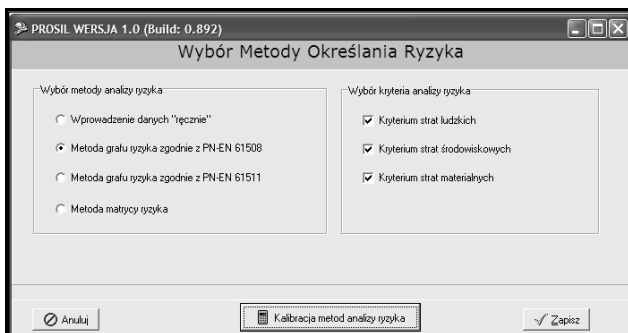 PROSIL WERSJA 1.0 (Build: 0.892)
Wybór Metody Określania Ryzyka
Wybór metody analizy ryzyka
Wprowadzenie danych "ręcznie"
Metoda grafu ryzyka zgodnie z PN-EN 61508
Metoda grafu ryzyka zgodnie z PN-EN 61511
Metoda matrycy ryzyka
Wybór kryteria analizy ryzyka
Kryterium strat ludzkich
Kryterium strat środowiskowych
Kryterium strat materialnych
Anuluj
Kalibracja metod analizy ryzyka
Zapisz